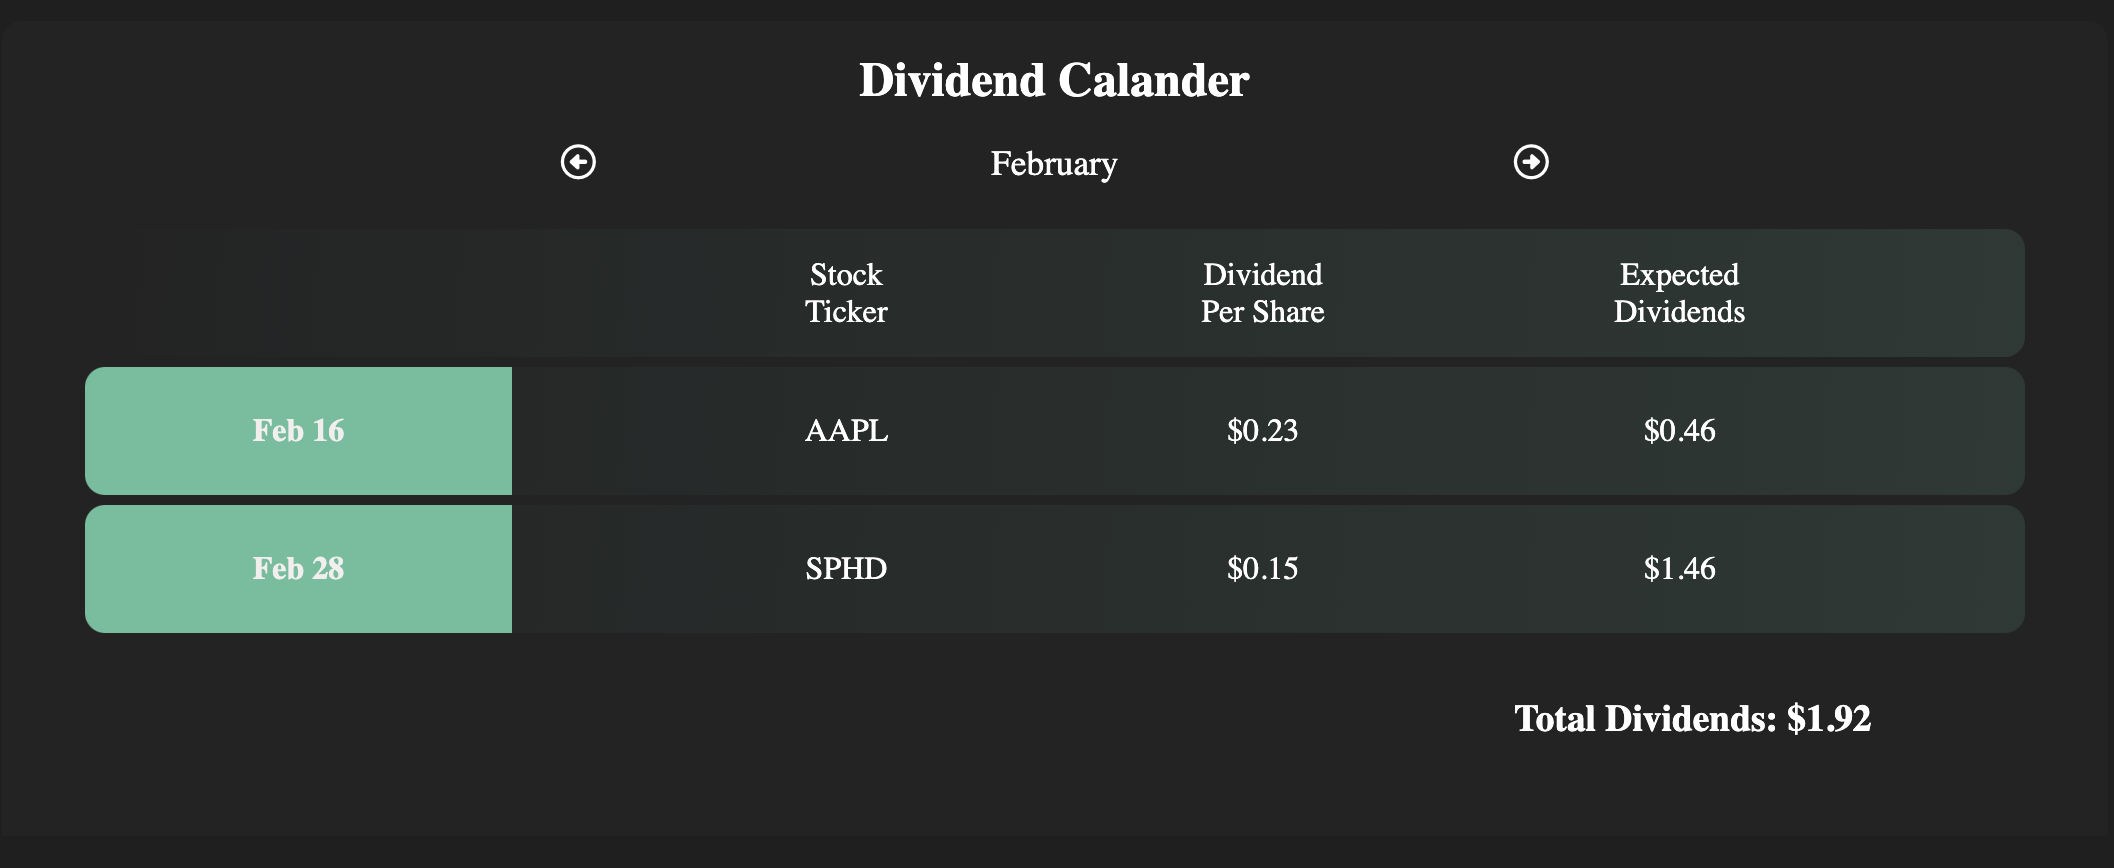 Dividend Calander
February
Stock
Ticker
Dividend
Per Share
Expected
Dividends
Feb 16 AAPL $0.23 $0.46
Feb 28 SPHD $0.15 $1.46
Total Dividends: $1.92